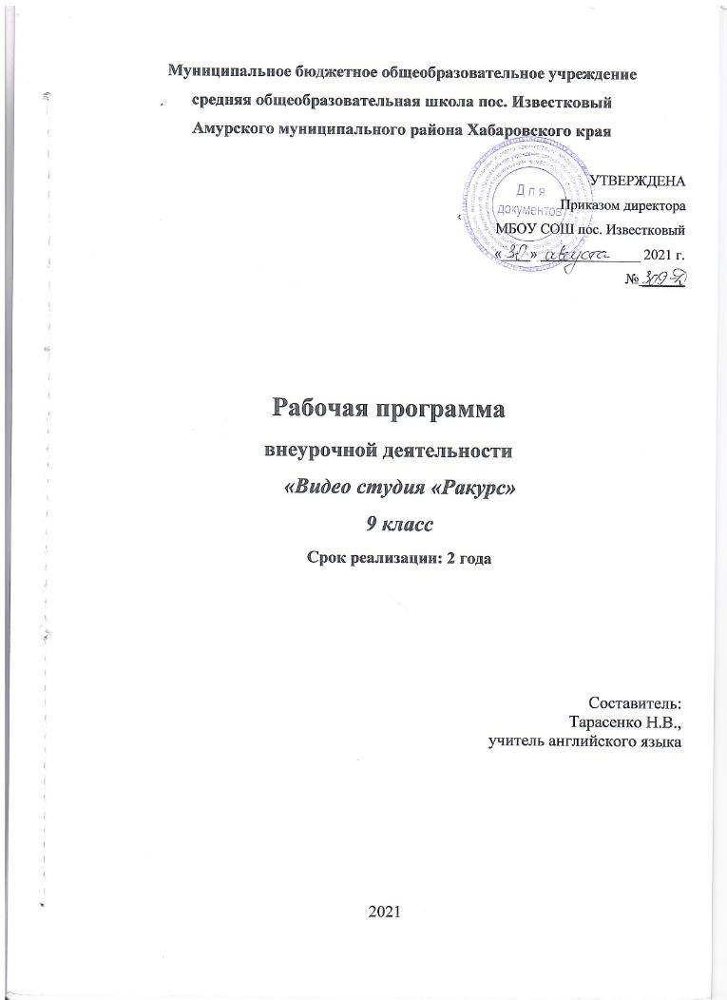 Муниципальное бюджетное общеобразовательное учреждение
средняя общеобразовательная школа пос. Известковый
Амурского муниципального района Хабаровского края
УТВЕРЖДЕНА
Для
документов
Приказом директора
МБОУ СОШ пос. Известковый
«30» августа 2021 г.
№ 309-Д
Рабочая программа
внеурочной деятельности
«Видео студия «Ракурс»
9 класс
Срок реализации: 2 года
Составитель:
Тарасенко Н.В.,
учитель английского языка
2021